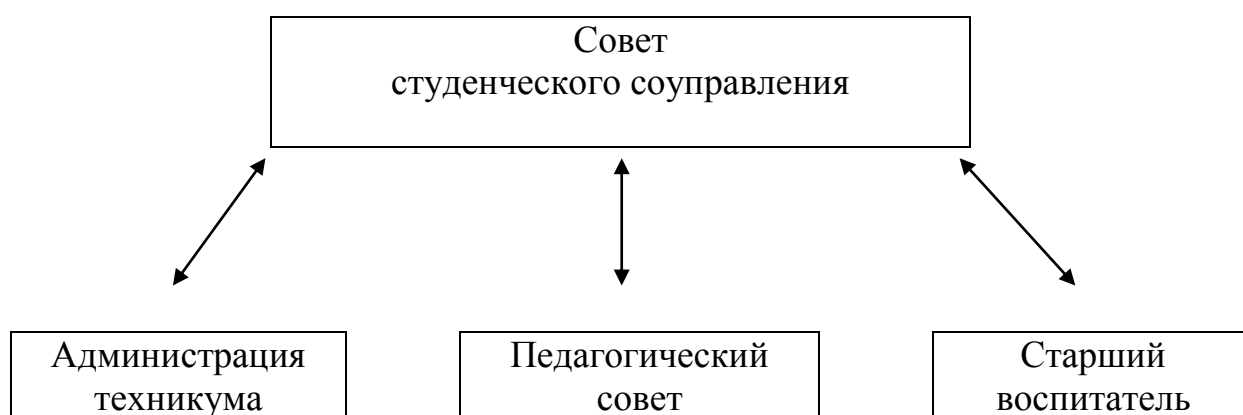 Совет
студенческого соуправления
Администрация
техникума
Педагогический
совет
Старший
воспитатель